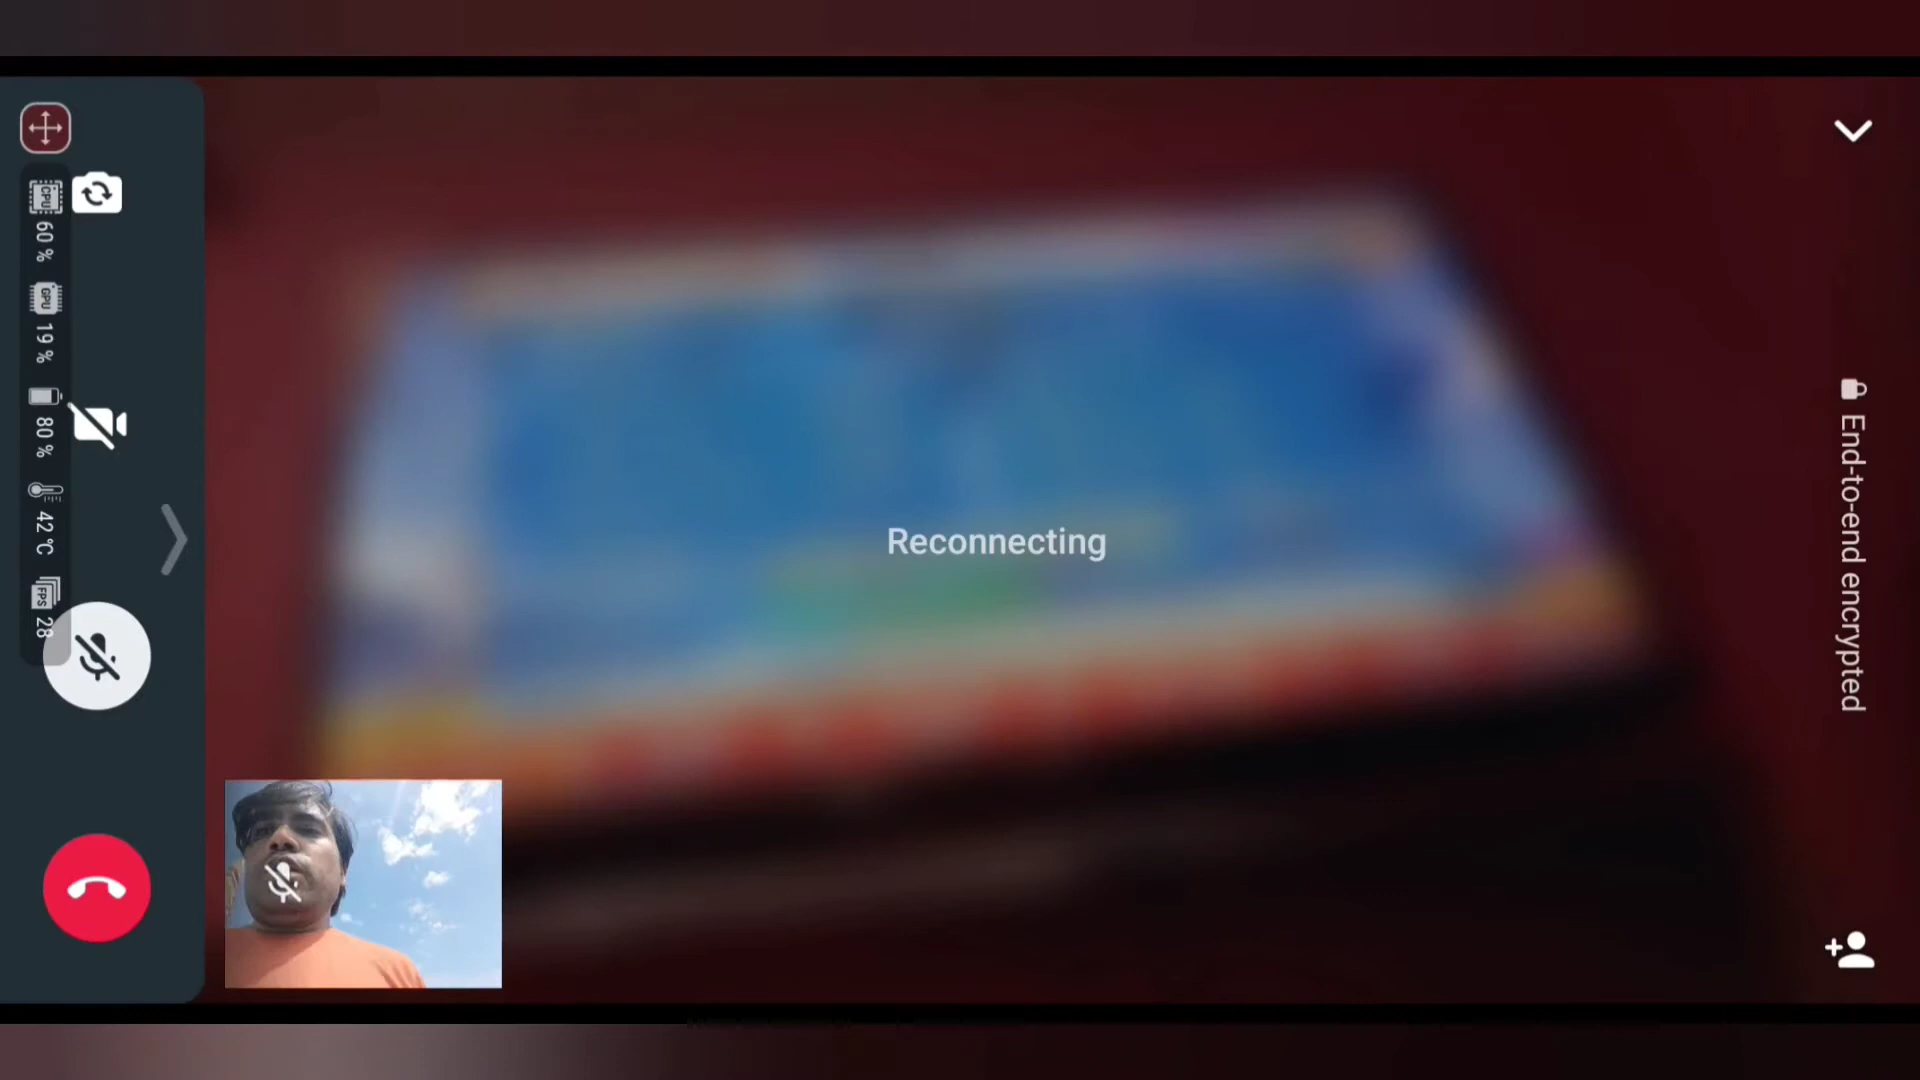 CPU
60 %
GPU
19 %
80 %
42 °C
FPS
28
Reconnecting
End-to-end encrypted